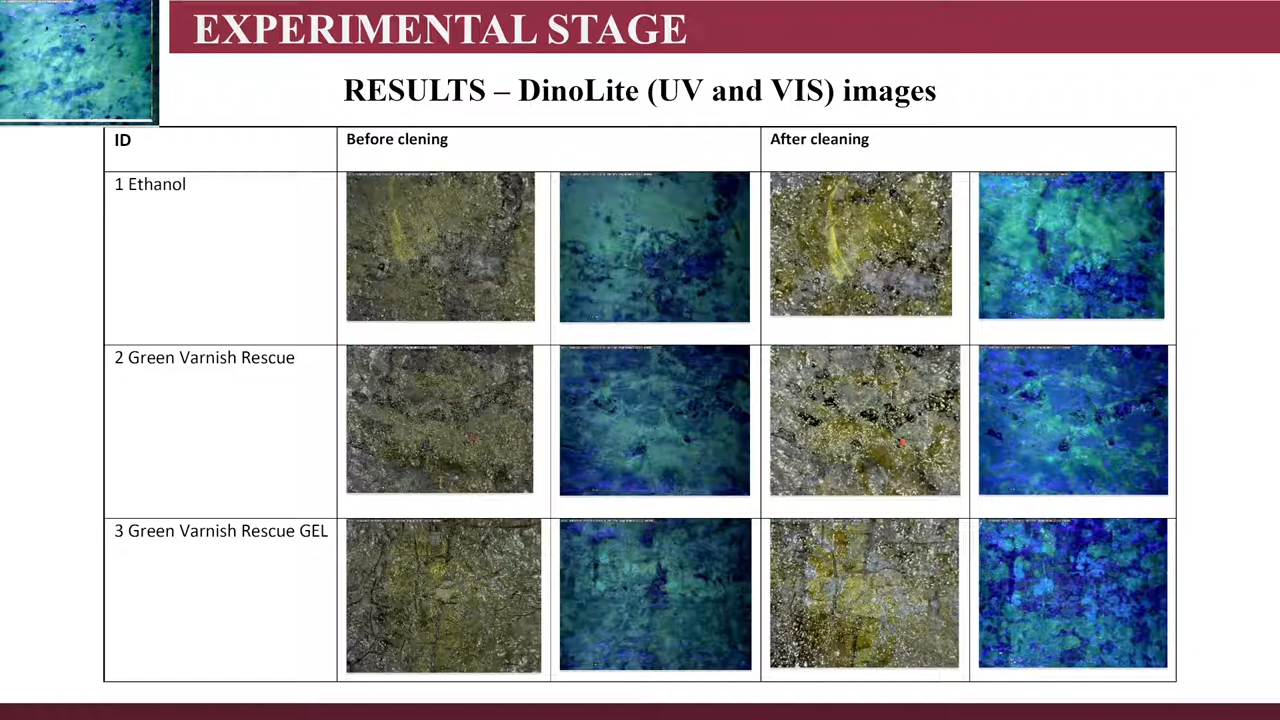 EXPERIMENTAL STAGE
RESULTS – DinoLite (UV and VIS) images
ID
Before clening
After cleaning
1 Ethanol
2 Green Varnish Rescue
3 Green Varnish Rescue GEL